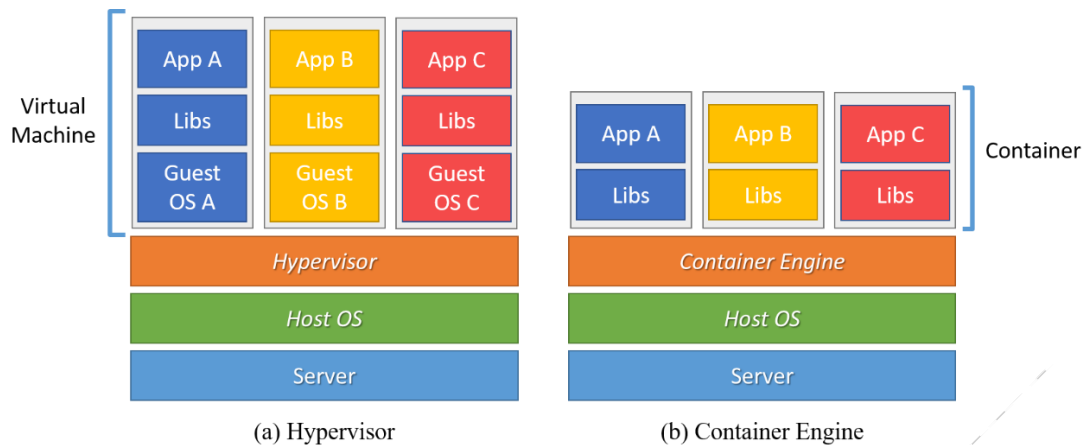 Virtual
Machine
App A
App B
App C
Libs
Libs
Libs
Guest
OS A
Guest
OS B
Guest
OS C
Hypervisor
Host OS
Server
(a) Hypervisor
App A
App B
App C
Libs
Libs
Libs
Container
Container Engine
Host OS
Server
(b) Container Engine